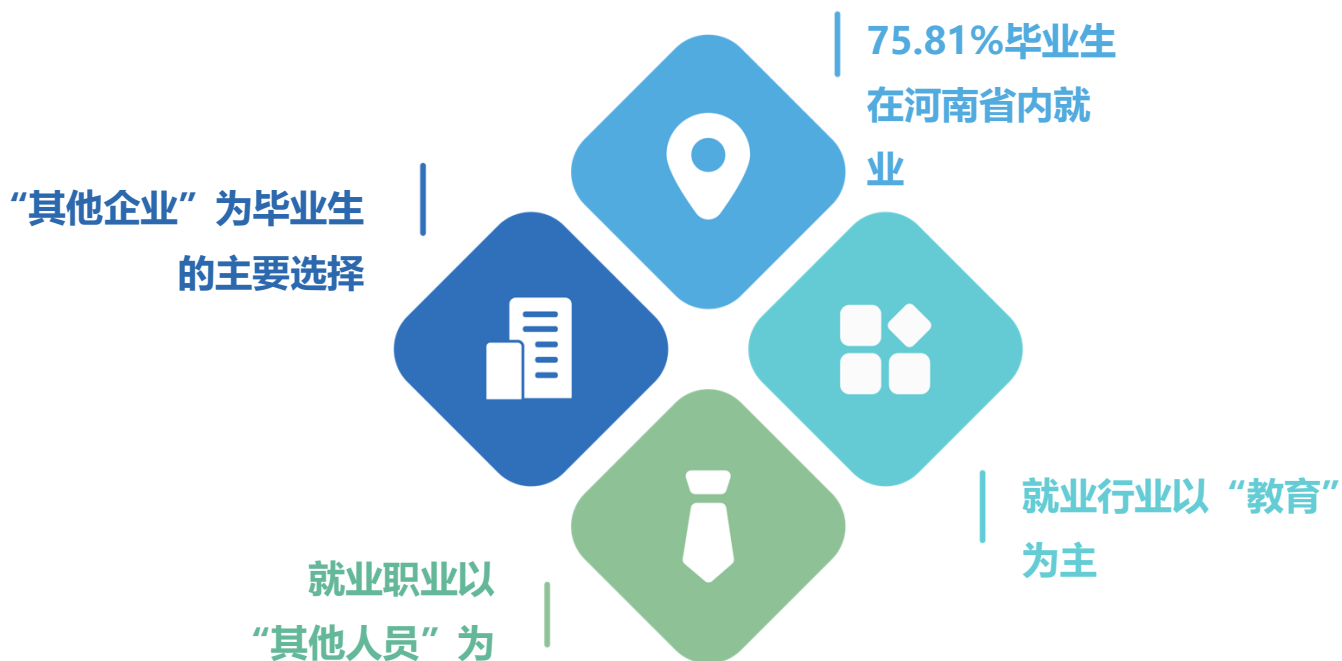 75.81%毕业生
在河南省内就
业
“其他企业”为毕业生
的主要选择
就业行业以“教育”
为主
就业职业以
“其他人员”为